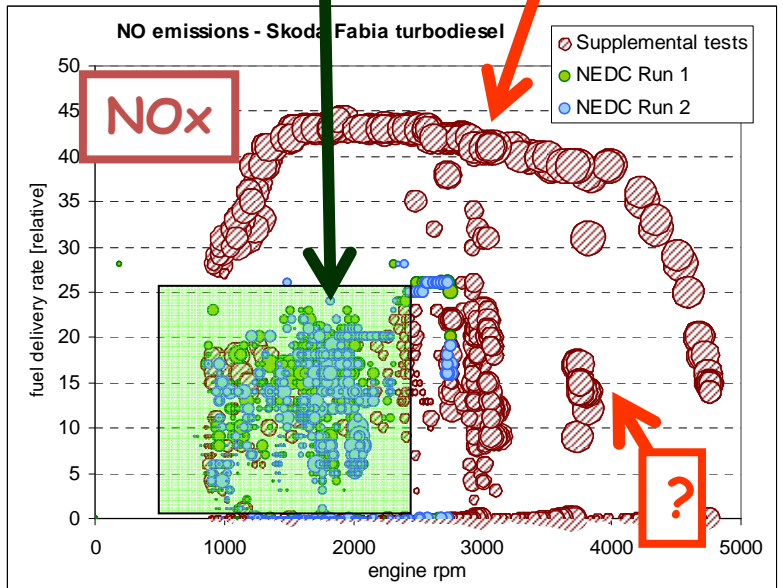 NO emissions - Skoda Fabia turbodiesel
Supplemental tests
NEDC Run 1
NEDC Run 2
NOx
fuel delivery rate [relative]
50
45
40
35
30
25
20
15
10
5
0
?
0 1000 2000 3000 4000 5000
engine rpm